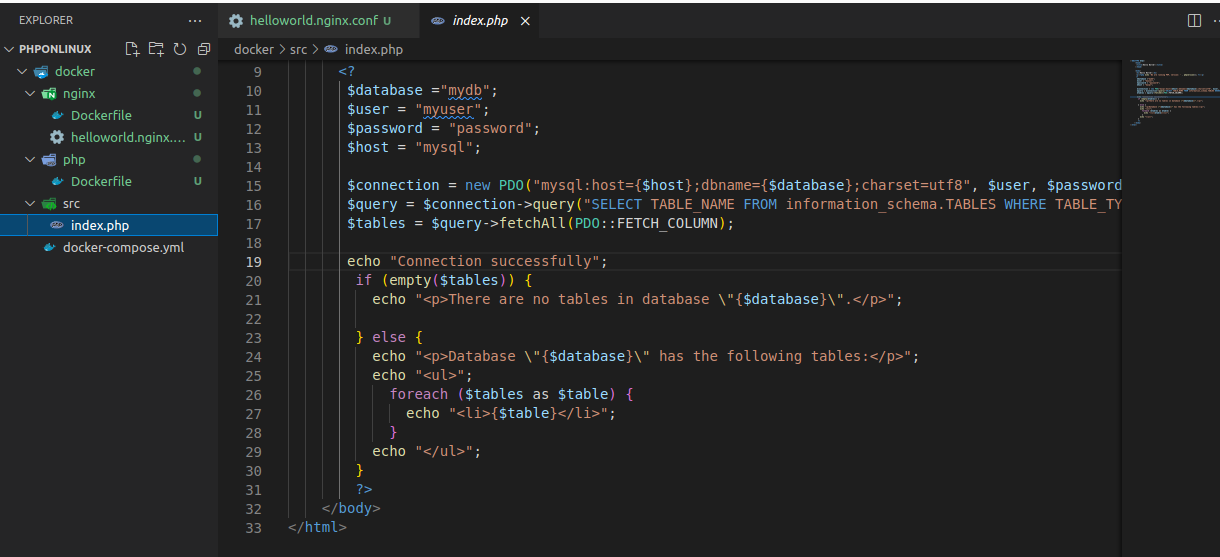 EXPLORER
PHPONLINUX
docker
nginx
Dockerfile U
helloworld.nginx.... U
php
Dockerfile U
src
index.php
docker-compose.yml
helloworld.nginx.conf U
index.php
docker > src > index.php
9 <?
10 $database ="mydb";
11 $user = "myuser";
12 $password = "password";
13 $host = "mysql";
14
15 $connection = new PDO("mysql:host={$host};dbname={$database};charset=utf8", $user, $password
16 $query = $connection->query("SELECT TABLE_NAME FROM information_schema.TABLES WHERE TABLE_TY
17 $tables = $query->fetchAll(PDO::FETCH_COLUMN);
18
19 echo "Connection successfully";
20 if (empty($tables)) {
21 echo "<p>There are no tables in database \"{$database}\".</p>";
22
23 } else {
24 echo "<p>Database \"{$database}\" has the following tables:</p>";
25 echo "<ul>";
26 foreach ($tables as $table) {
27 echo "<li>{$table}</li>";
28 }
29 echo "</ul>";
30 }
31 ?>
32 </body>
33 </html>